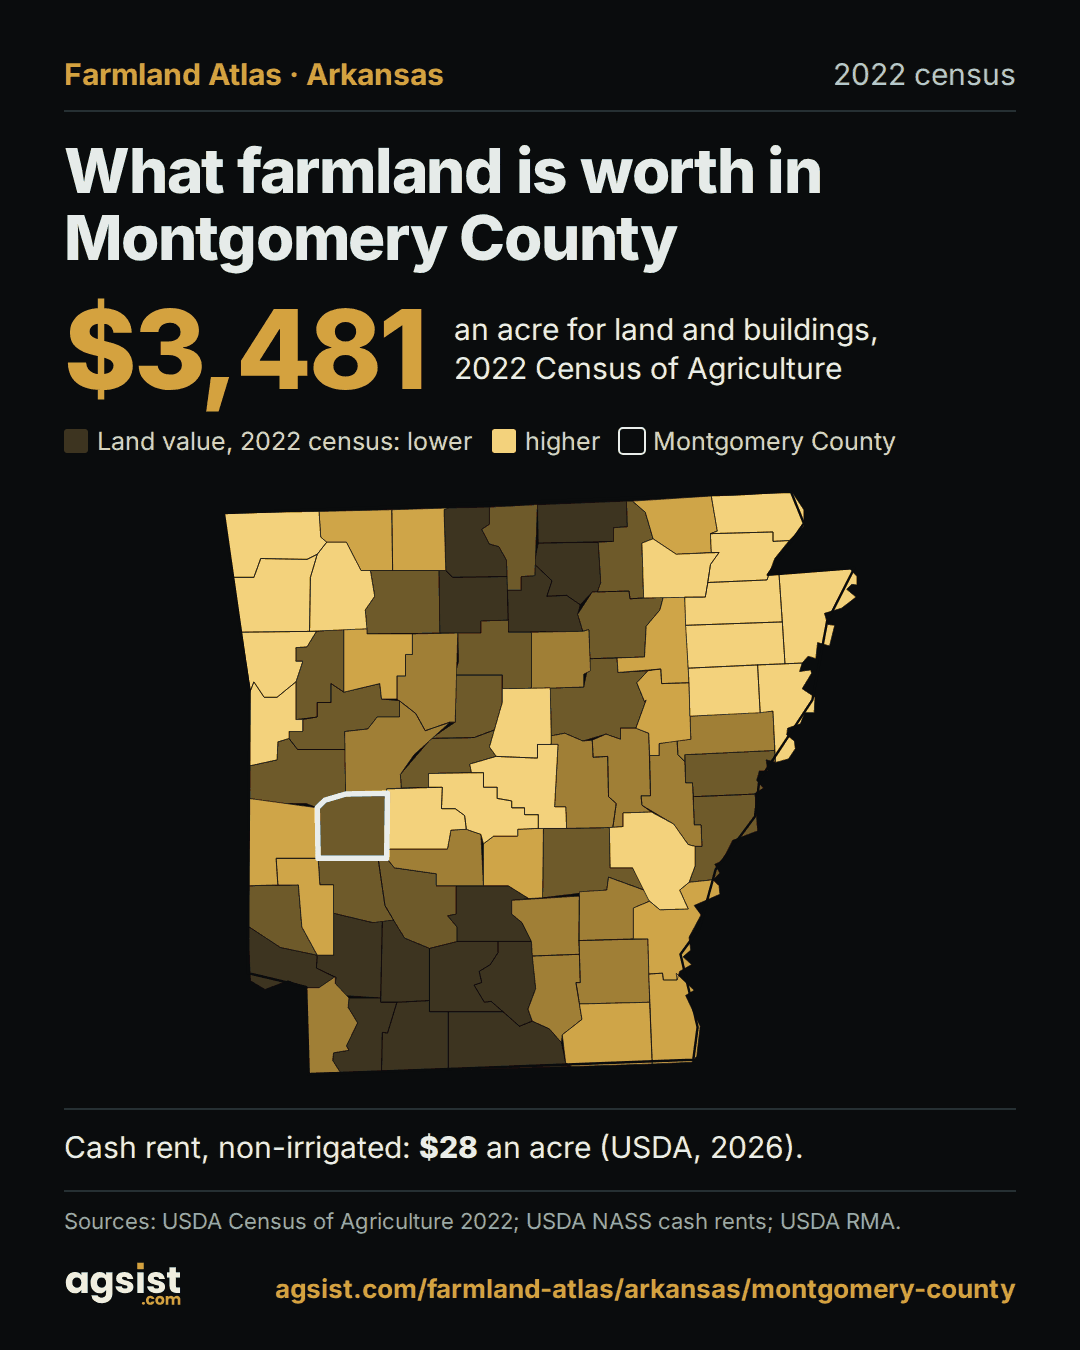 Farmland Atlas · Arkansas
2022 census
What farmland is worth in
Montgomery County
$3,481
an acre for land and buildings,
2022 Census of Agriculture
Land value, 2022 census: lower
higher
Montgomery County
Cash rent, non-irrigated: $28 an acre (USDA, 2026).
Sources: USDA Census of Agriculture 2022; USDA NASS cash rents; USDA RMA.
agsist
.com
agsist.com/farmland-atlas/arkansas/montgomery-county